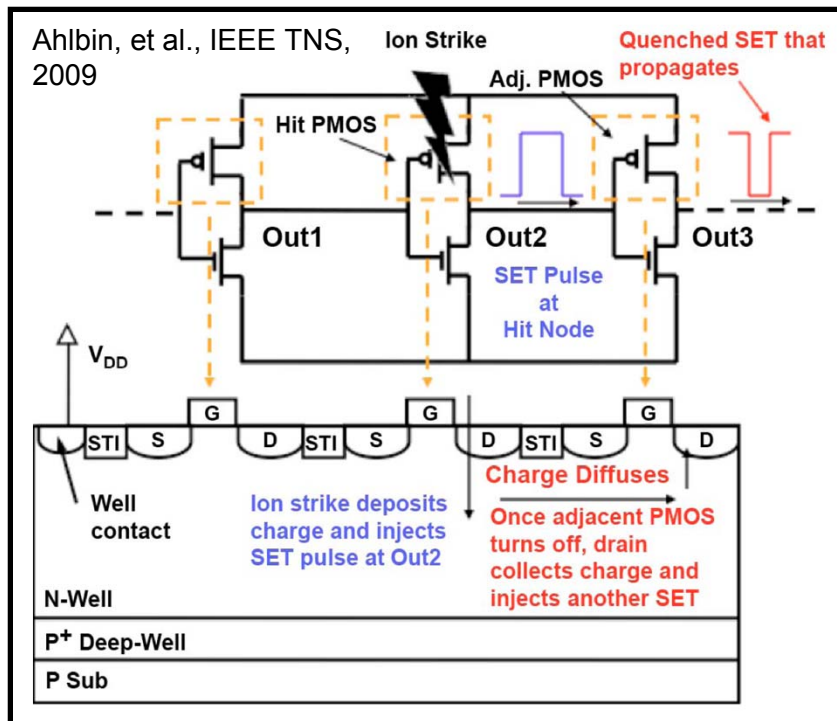 Ahlbin, et al., IEEE TNS,
2009
Ion Strike
Quenched SET that
propagates
Adj. PMOS
Hit PMOS
Out1
Out2
Out3
SET Pulse
at
Hit Node
VDD
G
G
G
STI
S
D
STI
S
D
STI
S
D
Well
contact
Ion strike deposits
charge and injects
SET pulse at Out2
Charge Diffuses
Once adjacent PMOS
turns off, drain
collects charge and
injects another SET
N-Well
P+ Deep-Well
P Sub